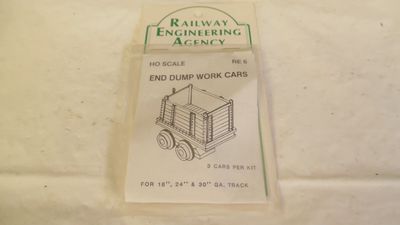 RAILWAY
ENGINEERING
AGENCY
HO SCALE RE 6
END DUMP WORK CARS
3 CARS PER KIT
FOR 18", 24" & 30" GA. TRACK